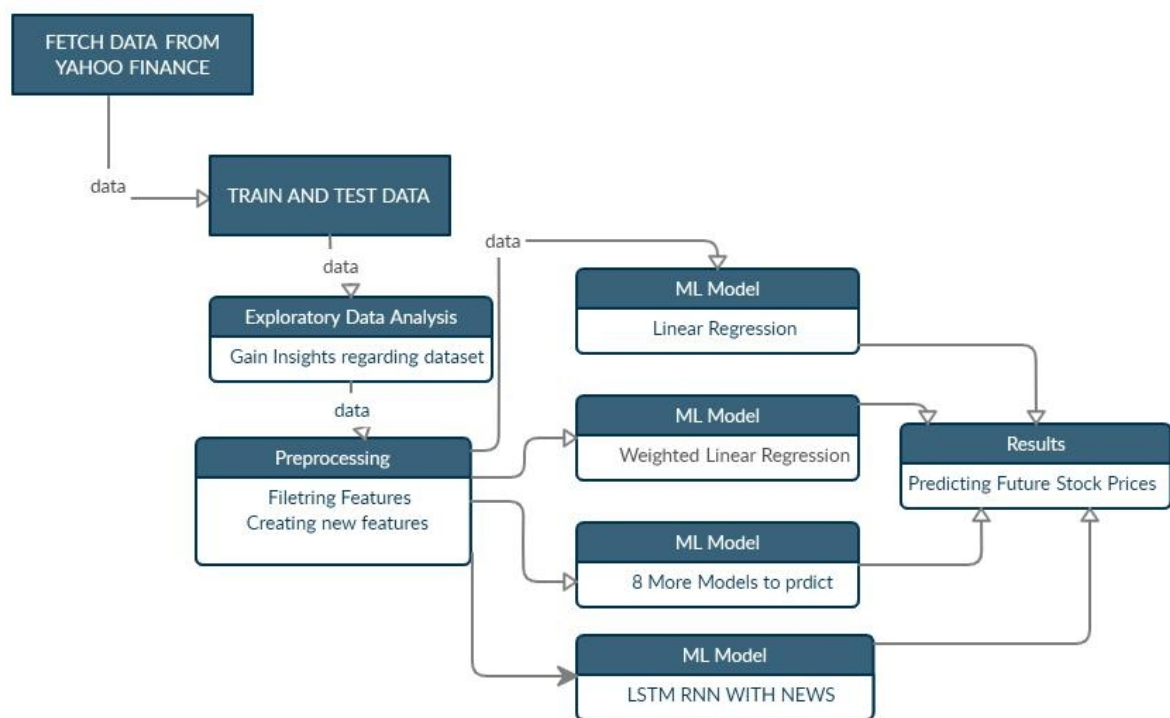 FETCH DATA FROM
YAHOO FINANCE
data
TRAIN AND TEST DATA
data
Exploratory Data Analysis
Gain Insights regarding dataset
data
Preprocessing
Filetring Features
Creating new features
data
ML Model
Linear Regression
ML Model
Weighted Linear Regression
ML Model
8 More Models to prdict
ML Model
LSTM RNN WITH NEWS
Results
Predicting Future Stock Prices